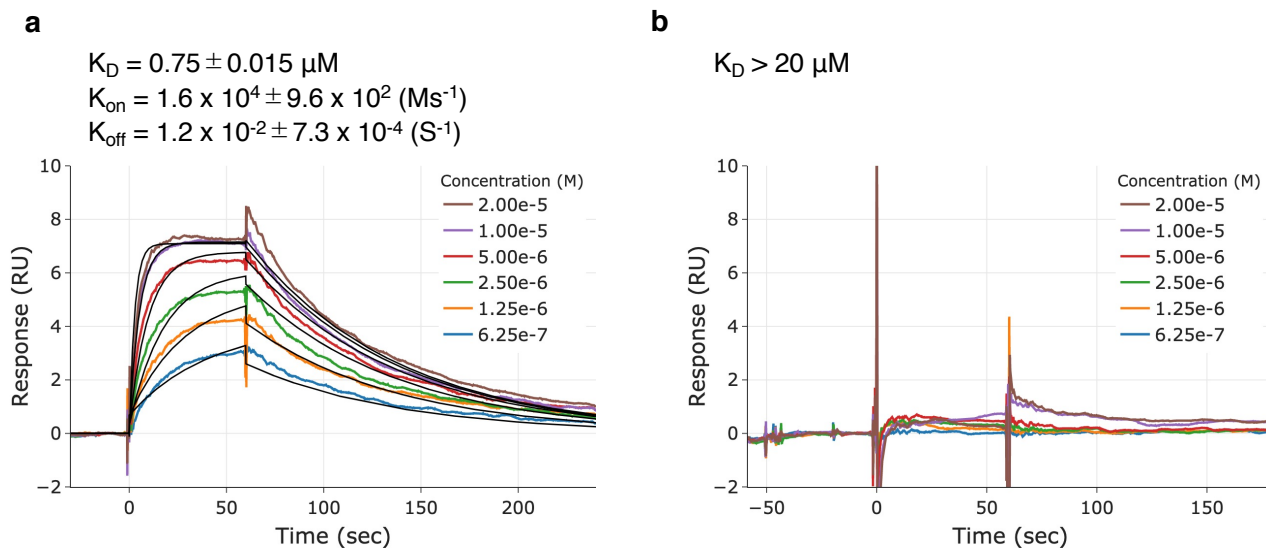 a
K_D = 0.75 ± 0.015 µM
K_on = 1.6 x 10⁴ ± 9.6 x 10² (Ms⁻¹)
K_off = 1.2 x 10⁻² ± 7.3 x 10⁻⁴ (S⁻¹)
10
8
6
4
2
0
−2
Response (RU)
Concentration (M)
2.00e-5
1.00e-5
5.00e-6
2.50e-6
1.25e-6
6.25e-7
0
50
100
150
200
Time (sec)
b
K_D > 20 µM
10
8
6
4
2
0
−2
Response (RU)
Concentration (M)
2.00e-5
1.00e-5
5.00e-6
2.50e-6
1.25e-6
6.25e-7
−50
0
50
100
150
Time (sec)